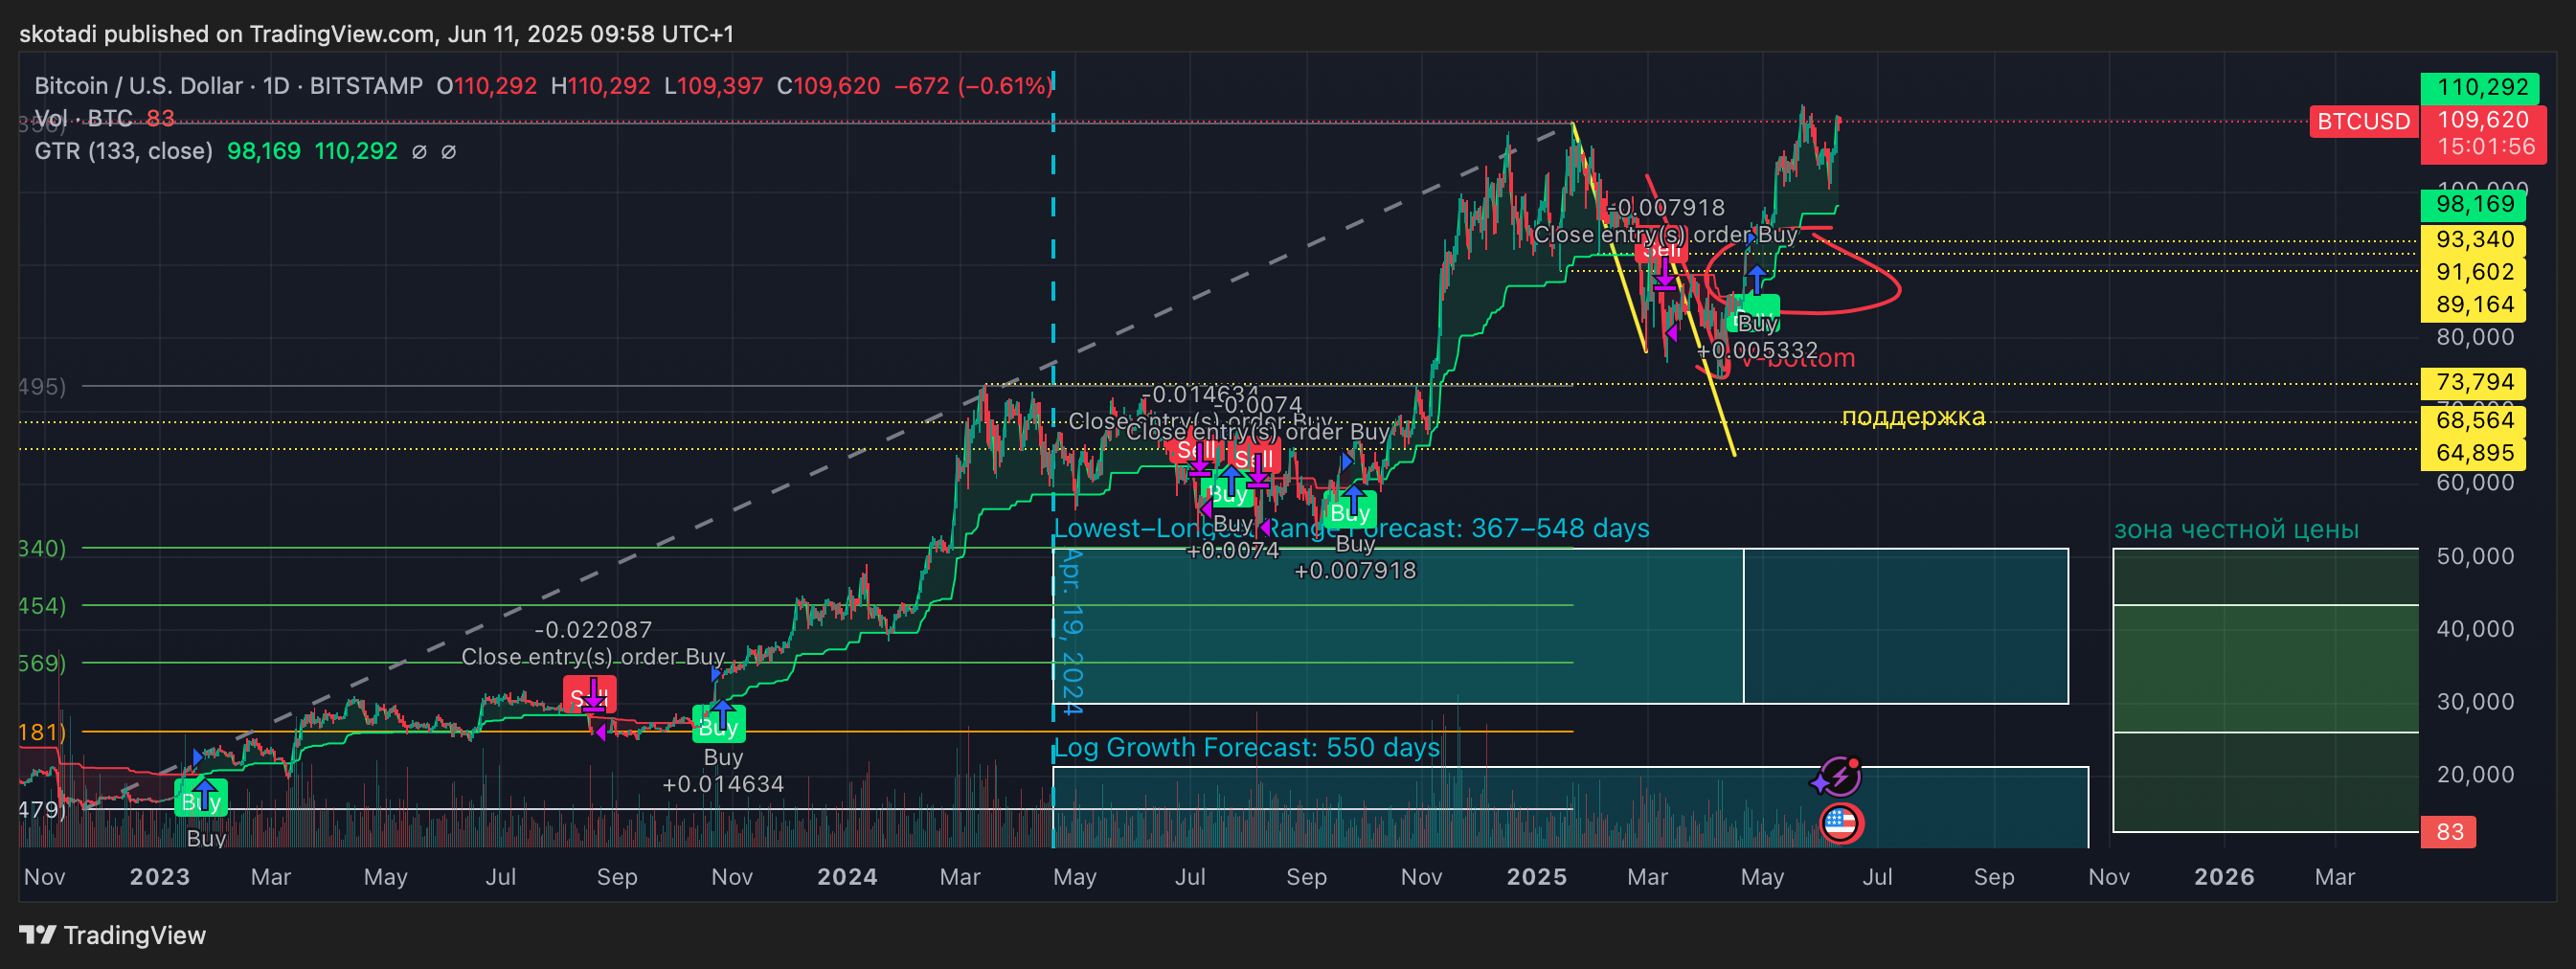 skotadi published on TradingView.com, Jun 11, 2025 09:58 UTC+1
Bitcoin / U.S. Dollar · 1D · BITSTAMP O110,292 H110,292 L109,397 C109,620 −672 (−0.61%)
Vol · BTC 83
GTR (133, close) 98,169 110,292 ∅ ∅
110,292
BTCUSD 109,620
15:01:56
100,000
98,169
93,340
91,602
89,164
80,000
73,794
68,564
64,895
60,000
50,000
40,000
30,000
20,000
83
495)
340)
454)
569)
181)
479)
-0.007918
Close entry(s) order Buy
Sell
Buy
+0.005332
V-bottom
поддержка
-0.014634
-0.0074
Close entry(s) order Buy
Close entry(s) order Buy
Sell
Sell
Buy
Buy
+0.0074
Buy
Buy
+0.007918
Lowest–Longest Range Forecast: 367–548 days
зона честной цены
Apr. 19, 2024
-0.022087
Close entry(s) order Buy
Sell
Buy
Buy
+0.014634
Log Growth Forecast: 550 days
Buy
Buy
Nov 2023 Mar May Jul Sep Nov 2024 Mar May Jul Sep Nov 2025 Mar May Jul Sep Nov 2026 Mar
TradingView